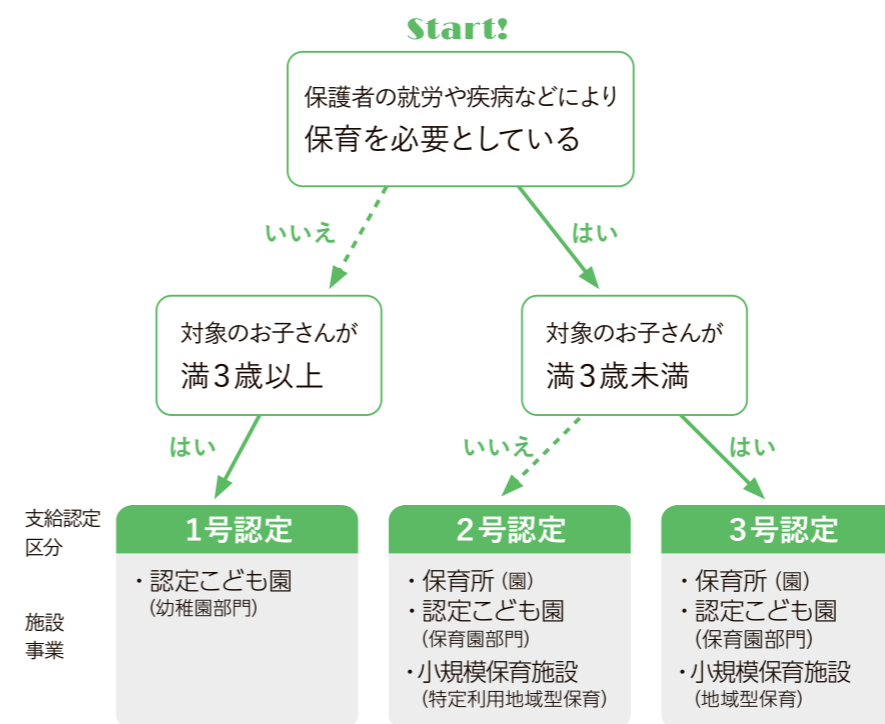 Start!
保護者の就労や疾病などにより
保育を必要としている
いいえ
はい
対象のお子さんが
満3歳以上
対象のお子さんが
満3歳未満
はい
いいえ
はい
支給認定
区分
1号認定
2号認定
3号認定
施設
事業
・認定こども園
(幼稚園部門)
・保育所(園)
・認定こども園
(保育園部門)
・小規模保育施設
(特定利用地域型保育)
・保育所(園)
・認定こども園
(保育園部門)
・小規模保育施設
(地域型保育)